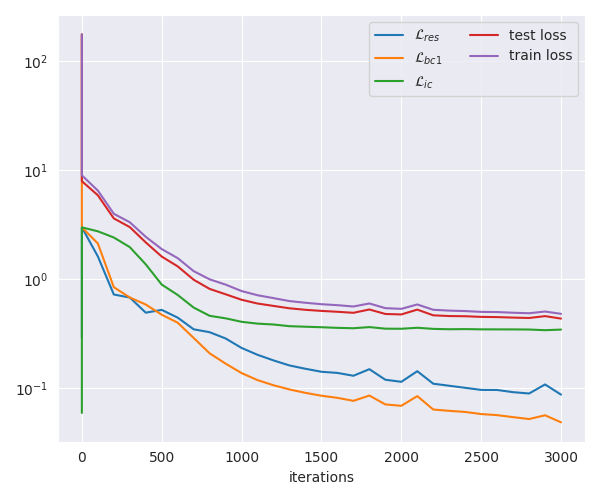 ℒ_res
ℒ_bc1
ℒ_ic
test loss
train loss
10²
10¹
10⁰
10⁻¹
0 500 1000 1500 2000 2500 3000
iterations